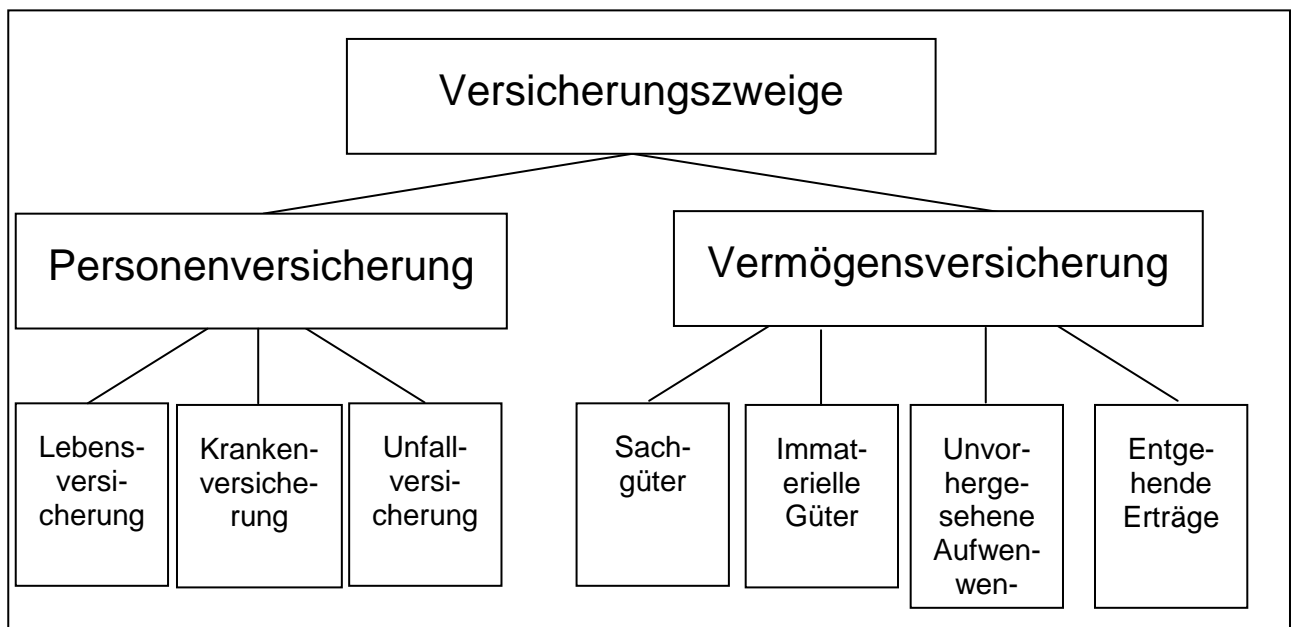 Versicherungszweige
Personenversicherung
Vermögensversicherung
Lebens-
versi-
cherung
Kranken-
versiche-
rung
Unfall-
versi-
cherung
Sach-
güter
Immat-
erielle
Güter
Unvor-
herge-
sehene
Aufwen-
wen-
Entge-
hende
Erträge